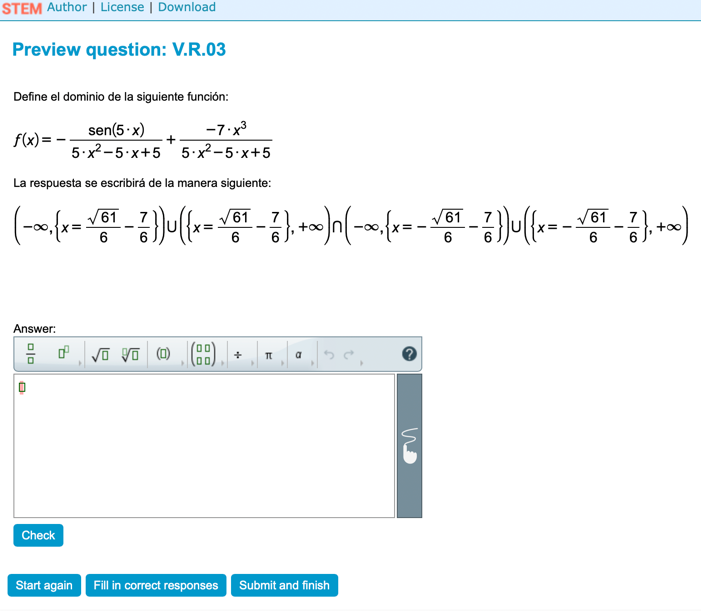 STEM Author | License | Download
Preview question: V.R.03
Define el dominio de la siguiente función:
f(x)= − sen(5·x) / 5·x²−5·x+5 + −7·x³ / 5·x²−5·x+5
La respuesta se escribirá de la manera siguiente:
(−∞,{x= √61/6 − 7/6})∪({x= √61/6 − 7/6},+∞)∩(−∞,{x=− √61/6 − 7/6})∪({x=− √61/6 − 7/6},+∞)
Answer:
π α ?
Check
Start again Fill in correct responses Submit and finish